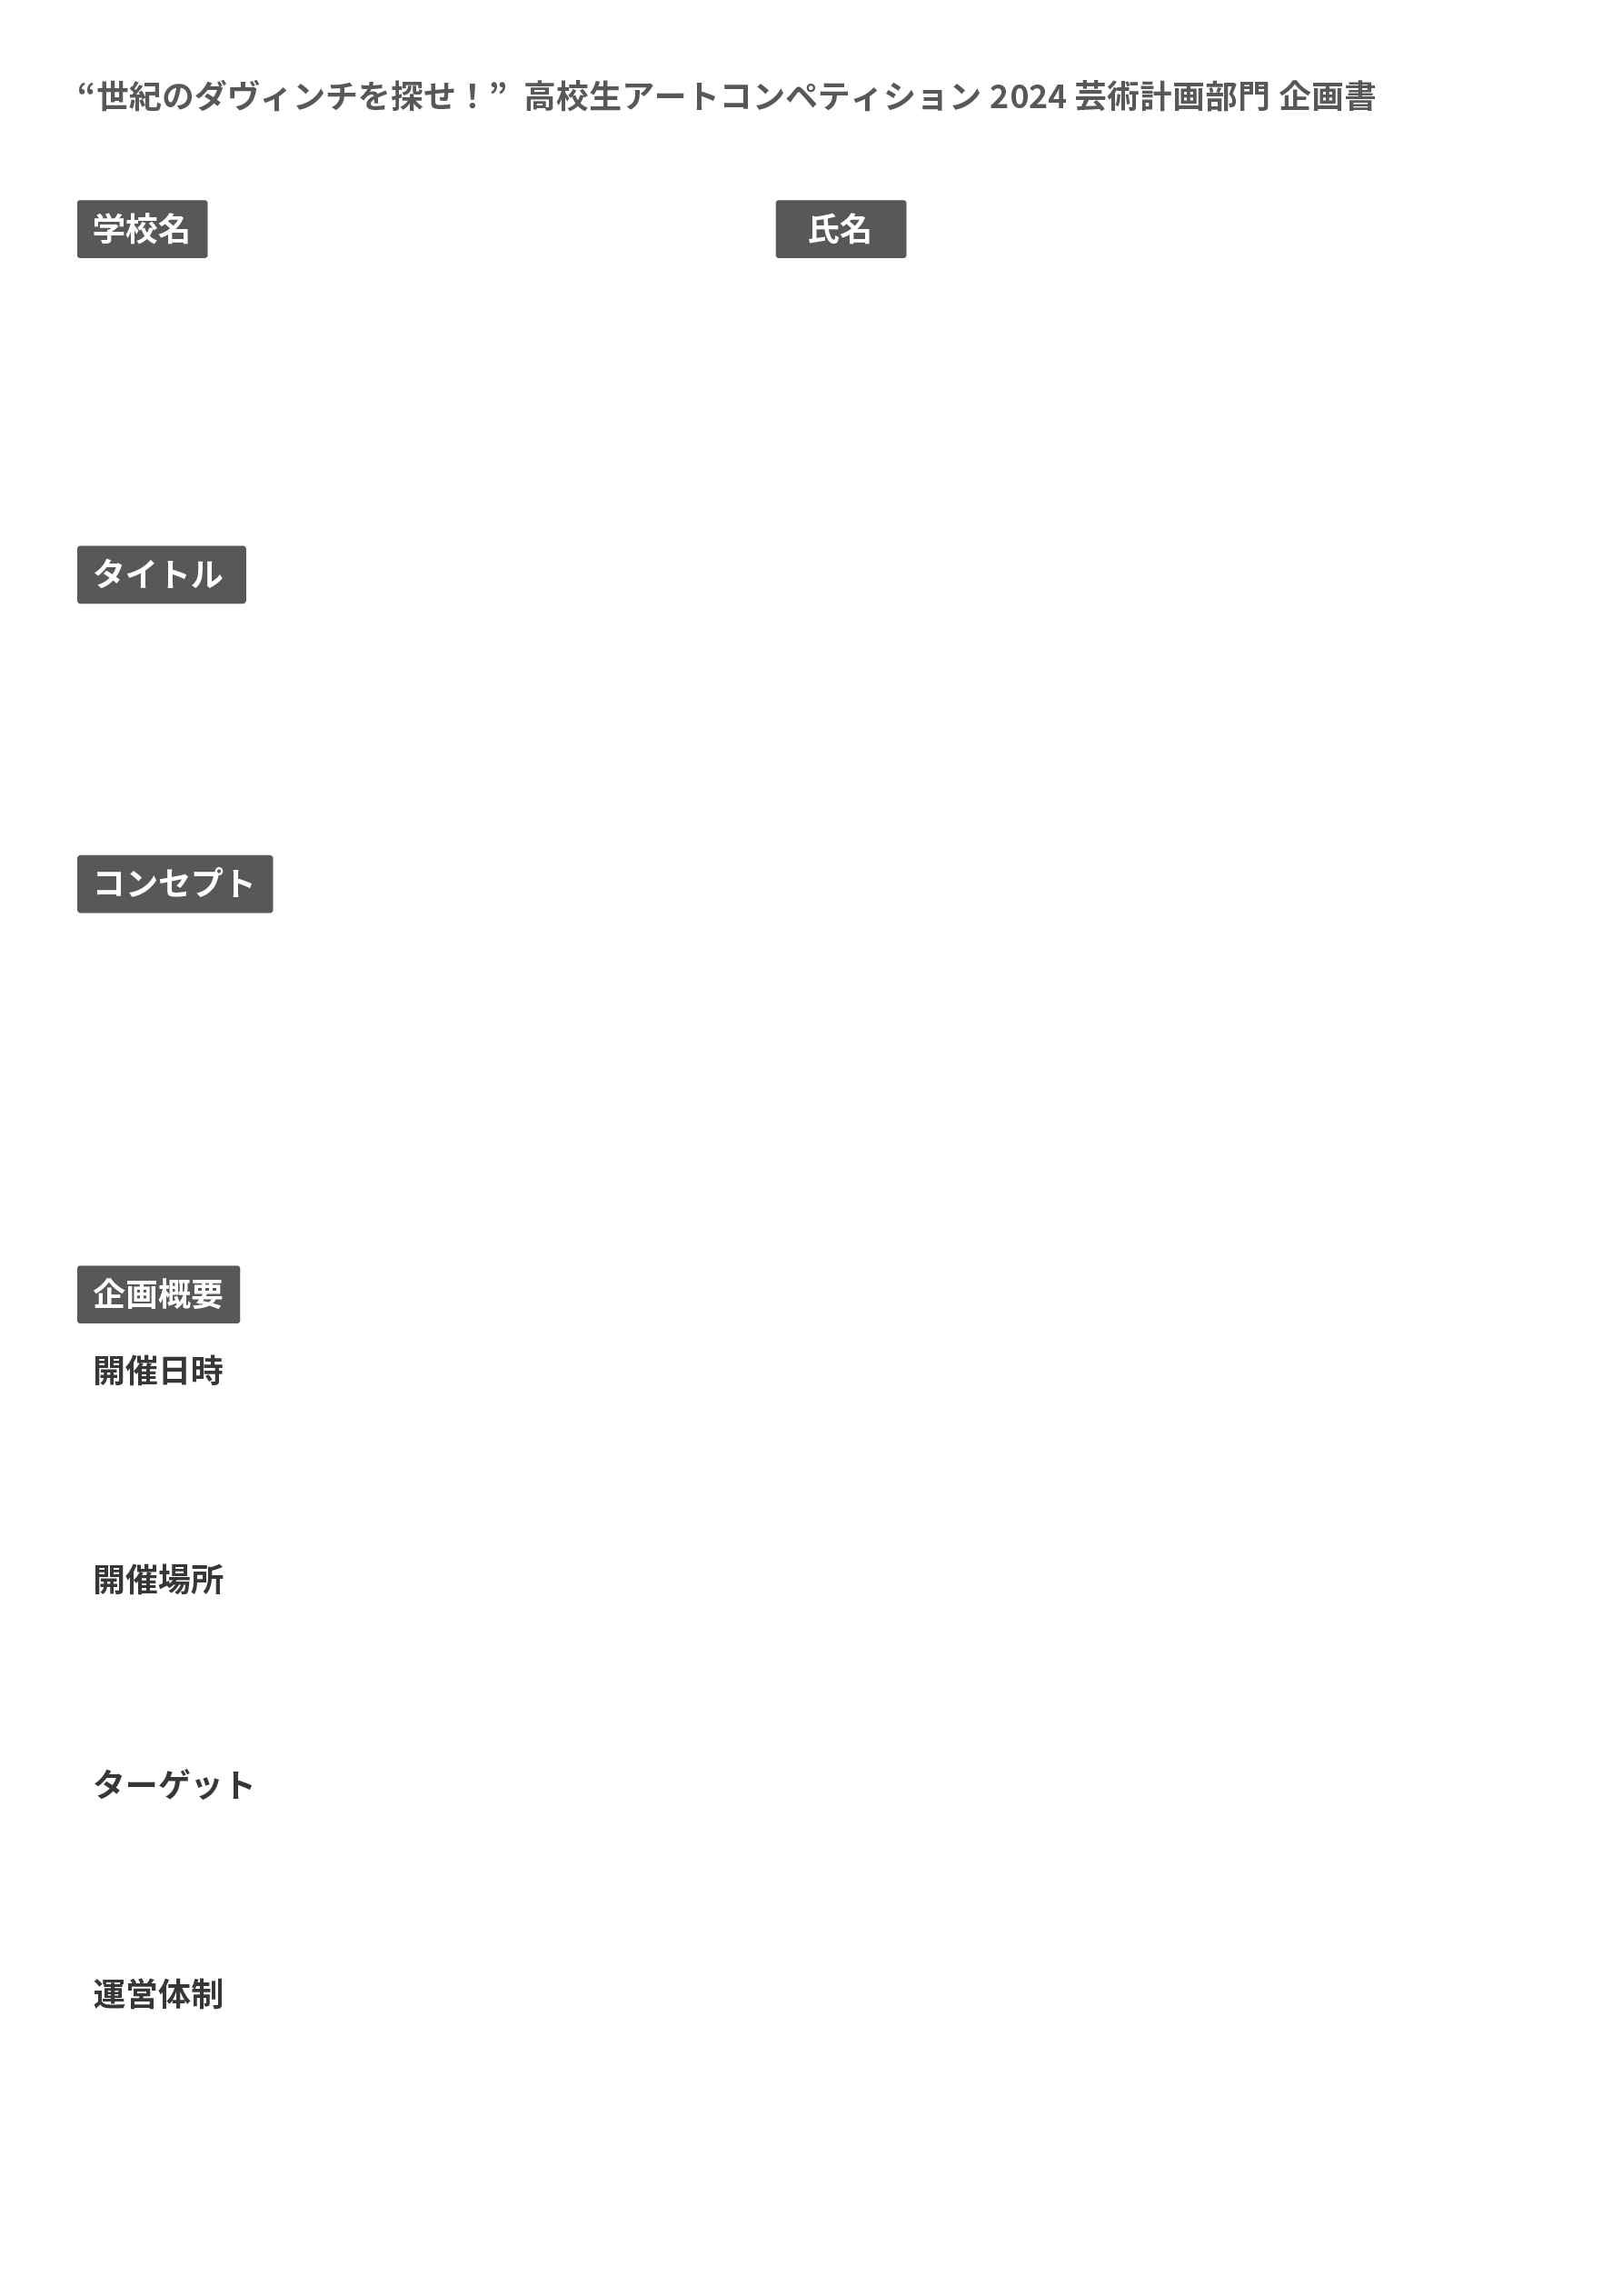 “世紀のダヴィンチを探せ！” 高校生アートコンペティション 2024 芸術計画部門 企画書
学校名
氏名
タイトル
コンセプト
企画概要
開催日時
開催場所
ターゲット
運営体制